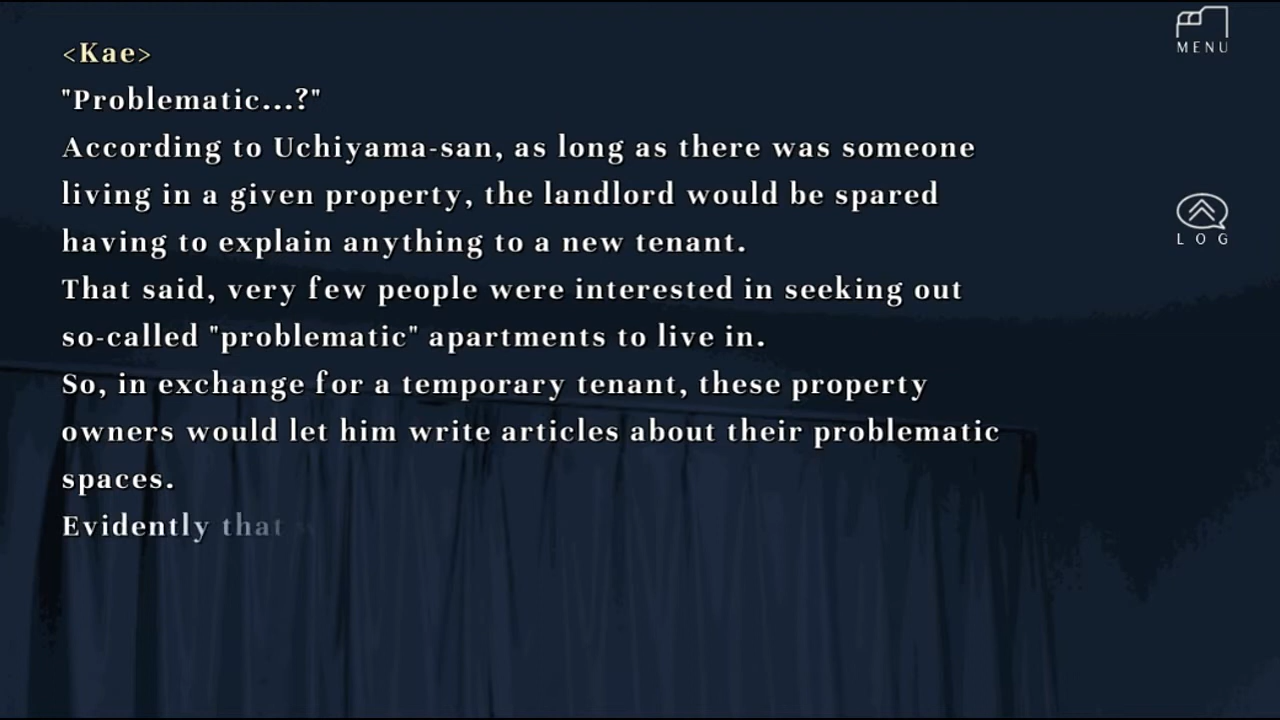 <Kae>
MENU
"Problematic...?"
According to Uchiyama-san, as long as there was someone
living in a given property, the landlord would be spared
having to explain anything to a new tenant.
LOG
That said, very few people were interested in seeking out
so-called "problematic" apartments to live in.
So, in exchange for a temporary tenant, these property
owners would let him write articles about their problematic
spaces.
Evidently that